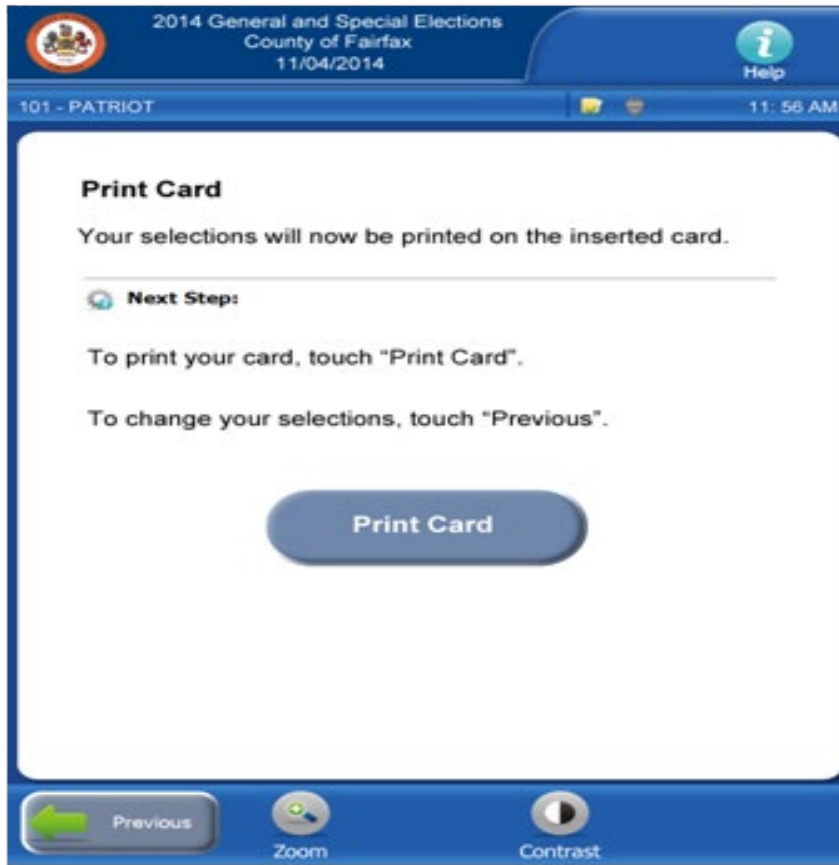 2014 General and Special Elections
County of Fairfax
11/04/2014
Help
101 - PATRIOT
11: 56 AM
Print Card
Your selections will now be printed on the inserted card.
Next Step:
To print your card, touch “Print Card”.
To change your selections, touch “Previous”.
Print Card
Previous
Zoom
Contrast